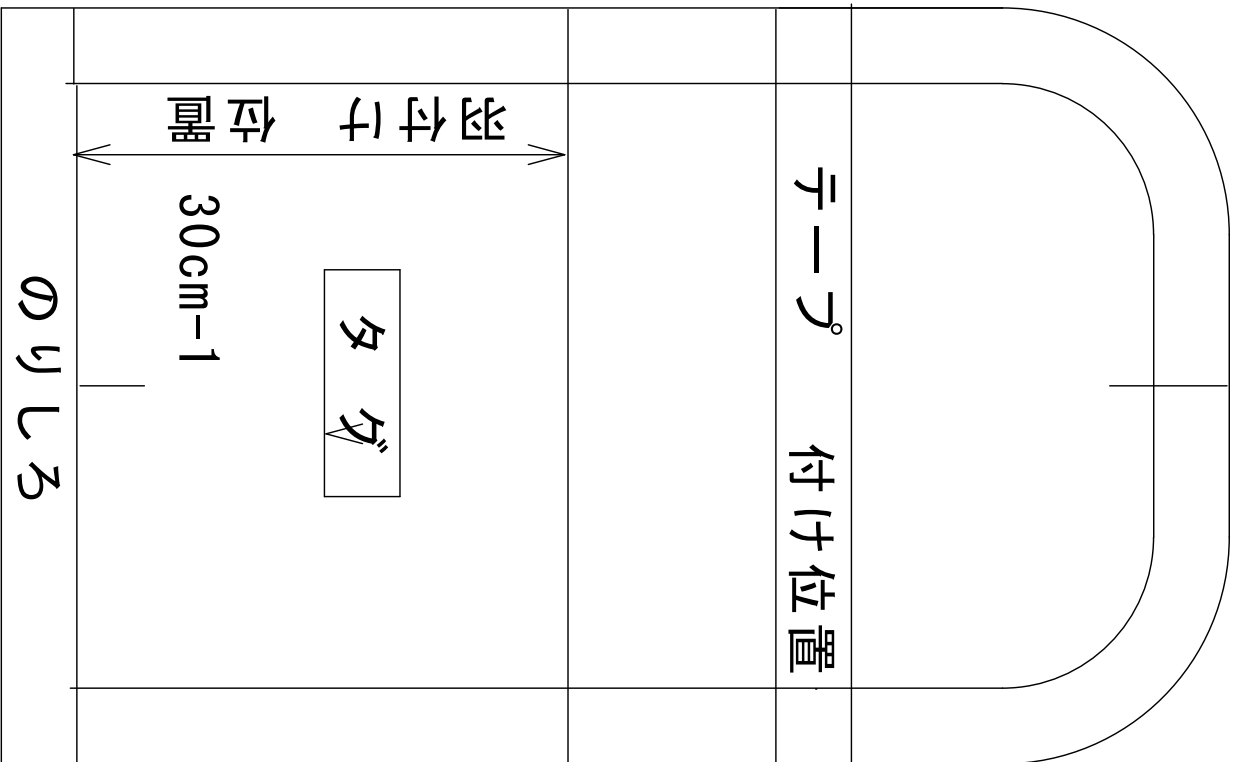 羽付け　位置
30cm-1
のりしろ
タグ
テープ　付け位置